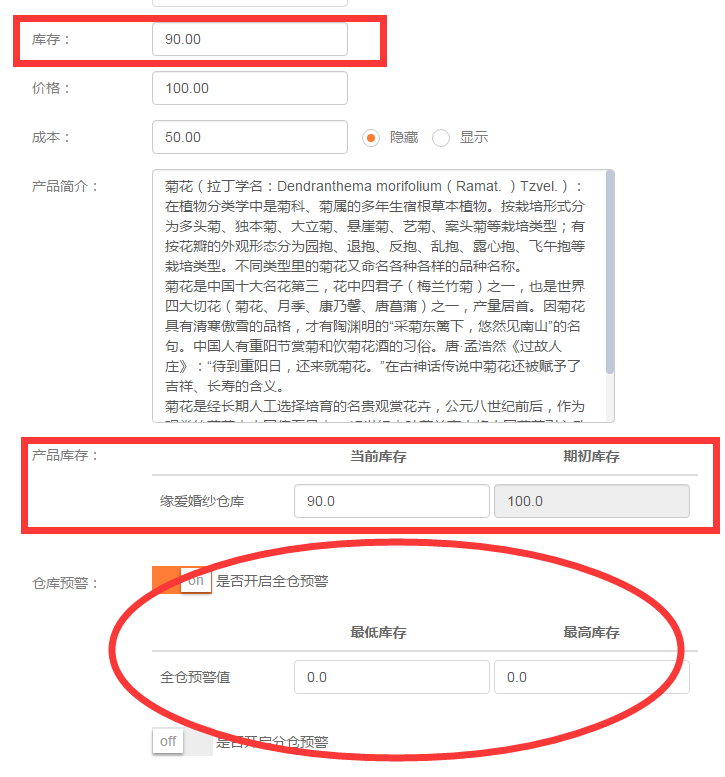 库存： 90.00
价格： 100.00
成本： 50.00 隐藏 显示
产品简介： 菊花（拉丁学名：Dendranthema morifolium（Ramat. ）Tzvel.）：
在植物分类学中是菊科、菊属的多年生宿根草本植物。按栽培形式分
为多头菊、独本菊、大立菊、悬崖菊、艺菊、案头菊等栽培类型；有
按花瓣的外观形态分为园抱、退抱、反抱、乱抱、露心抱、飞午抱等
栽培类型。不同类型里的菊花又命名各种各样的品种名称。
菊花是中国十大名花第三，花中四君子（梅兰竹菊）之一，也是世界
四大切花（菊花、月季、康乃馨、唐菖蒲）之一，产量居首。因菊花
具有清寒傲雪的品格，才有陶渊明的“采菊东篱下，悠然见南山”的名
句。中国人有重阳节赏菊和饮菊花酒的习俗。唐·孟浩然《过故人
庄》：“待到重阳日，还来就菊花。”在古神话传说中菊花还被赋予了
吉祥、长寿的含义。
菊花是经长期人工选择培育的名贵观赏花卉，公元八世纪前后，作为
产品库存： 当前库存 期初库存
缘爱婚纱仓库 90.0 100.0
仓库预警： on 是否开启全仓预警
最低库存 最高库存
全仓预警值 0.0 0.0
off 是否开启分仓预警